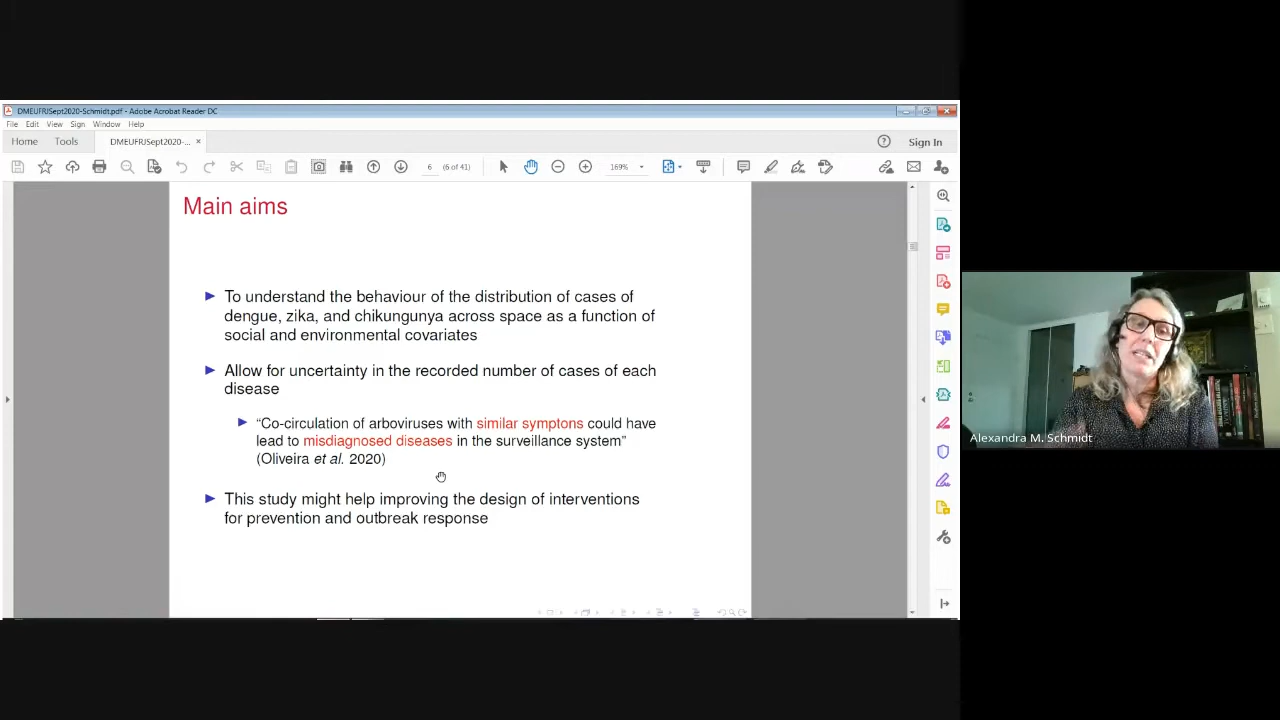 DMEUFRJSept2020-Schmidt.pdf - Adobe Acrobat Reader DC
File Edit View Sign Window Help
Home Tools DMEUFRJSept2020-... × Sign In
6 (6 of 41) 169%
Main aims
To understand the behaviour of the distribution of cases of
dengue, zika, and chikungunya across space as a function of
social and environmental covariates
Allow for uncertainty in the recorded number of cases of each
disease
“Co-circulation of arboviruses with similar symptons could have
lead to misdiagnosed diseases in the surveillance system”
(Oliveira et al. 2020)
This study might help improving the design of interventions
for prevention and outbreak response
Alexandra M. Schmidt